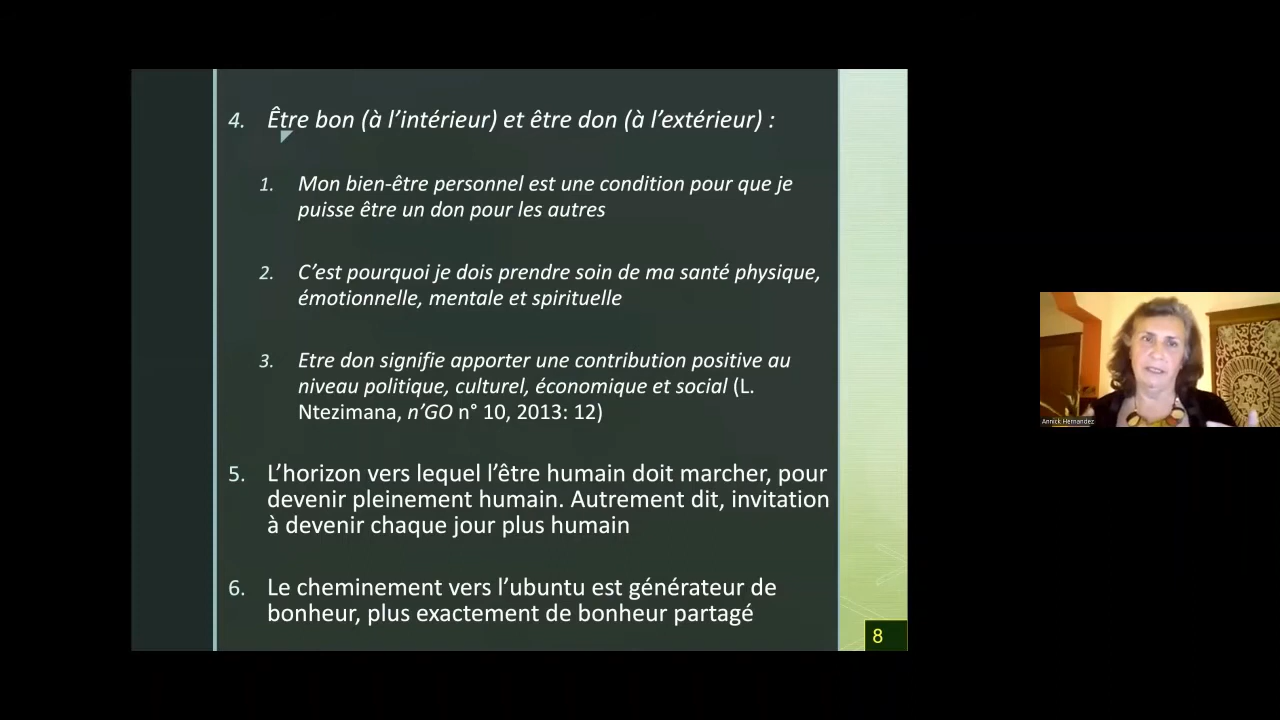 4. Être bon (à l’intérieur) et être don (à l’extérieur) :
1. Mon bien-être personnel est une condition pour que je
puisse être un don pour les autres
2. C’est pourquoi je dois prendre soin de ma santé physique,
émotionnelle, mentale et spirituelle
3. Etre don signifie apporter une contribution positive au
niveau politique, culturel, économique et social (L.
Ntezimana, n’GO n° 10, 2013: 12)
5. L’horizon vers lequel l’être humain doit marcher, pour
devenir pleinement humain. Autrement dit, invitation
à devenir chaque jour plus humain
6. Le cheminement vers l’ubuntu est générateur de
bonheur, plus exactement de bonheur partagé
8
Annick Hernandez